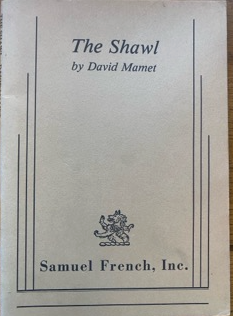 The Shawl
by David Mamet
Samuel French, Inc.